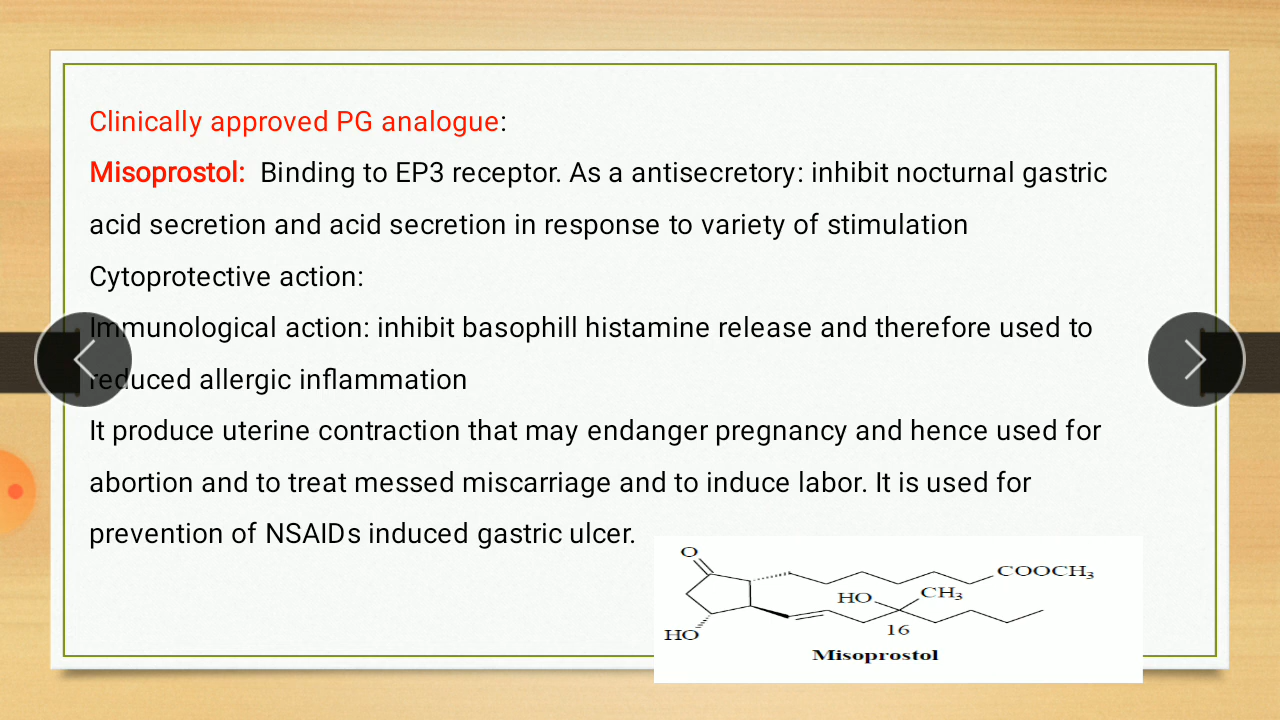 Clinically approved PG analogue:
Misoprostol: Binding to EP3 receptor. As a antisecretory: inhibit nocturnal gastric
acid secretion and acid secretion in response to variety of stimulation
Cytoprotective action:
Immunological action: inhibit basophill histamine release and therefore used to
reduced allergic inflammation
It produce uterine contraction that may endanger pregnancy and hence used for
abortion and to treat messed miscarriage and to induce labor. It is used for
prevention of NSAIDs induced gastric ulcer.
O
COOCH3
HO CH3
16
HO
Misoprostol